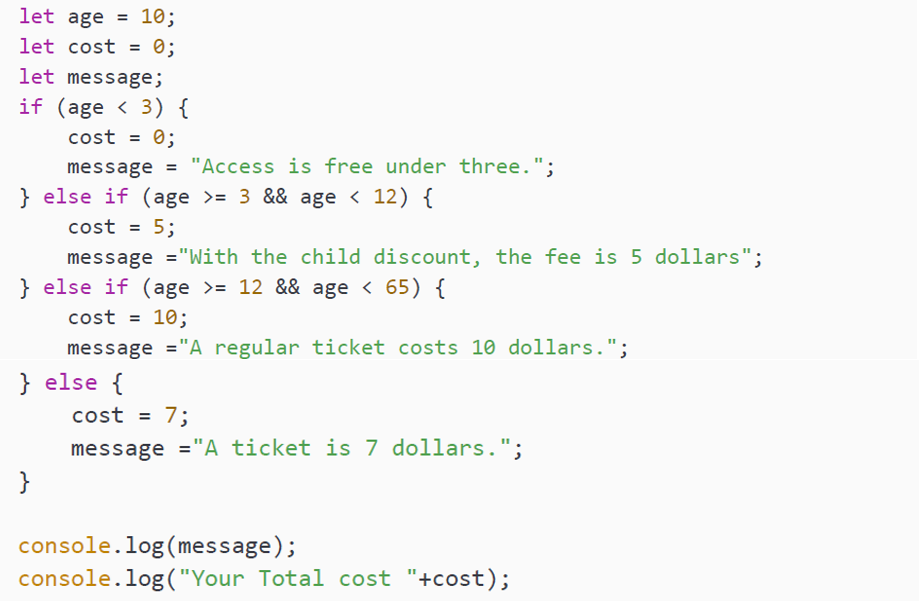 let age = 10;
let cost = 0;
let message;
if (age < 3) {
    cost = 0;
    message = "Access is free under three.";
} else if (age >= 3 && age < 12) {
    cost = 5;
    message ="With the child discount, the fee is 5 dollars";
} else if (age >= 12 && age < 65) {
    cost = 10;
    message ="A regular ticket costs 10 dollars.";
} else {
    cost = 7;
    message ="A ticket is 7 dollars.";
}

console.log(message);
console.log("Your Total cost "+cost);